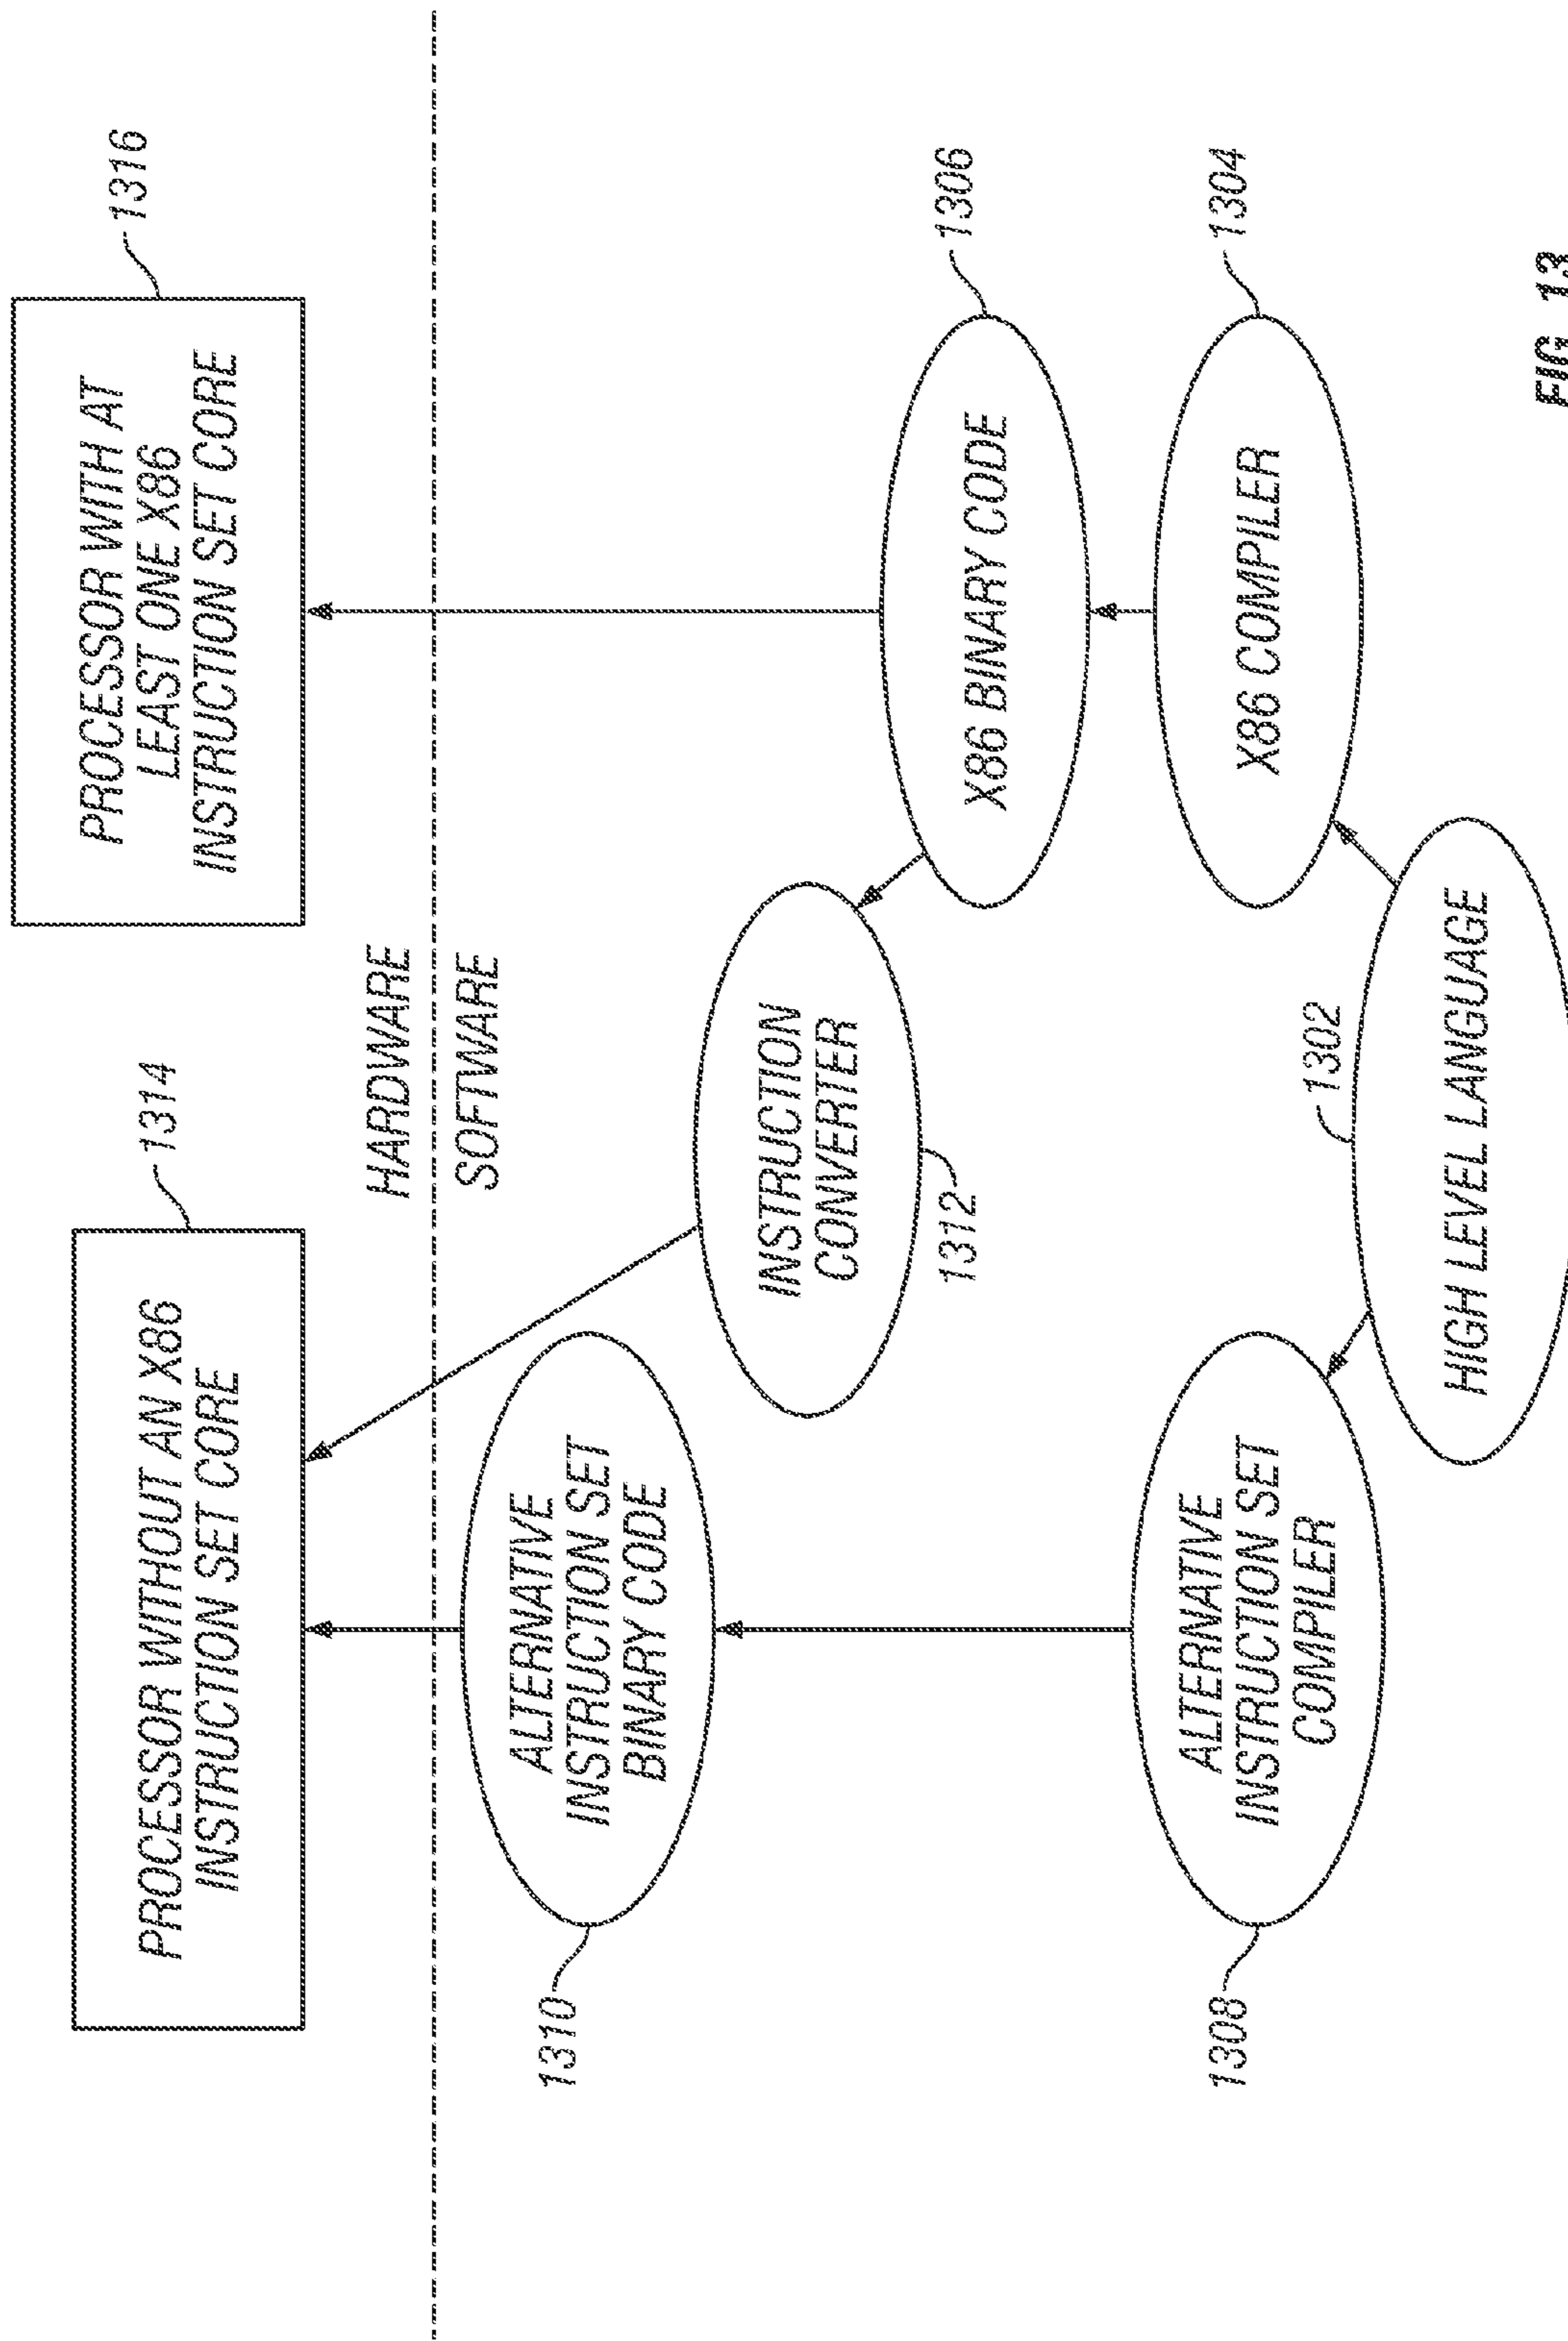 PROCESSOR WITHOUT AN X86
INSTRUCTION SET CORE
1314
PROCESSOR WITH AT
LEAST ONE X86
INSTRUCTION SET CORE
1316
HARDWARE
SOFTWARE
1310
ALTERNATIVE
INSTRUCTION SET
BINARY CODE
INSTRUCTION
CONVERTER
1312
X86 BINARY CODE
1306
1308
ALTERNATIVE
INSTRUCTION SET
COMPILER
X86 COMPILER
1304
1302
HIGH LEVEL LANGUAGE
FIG. 13